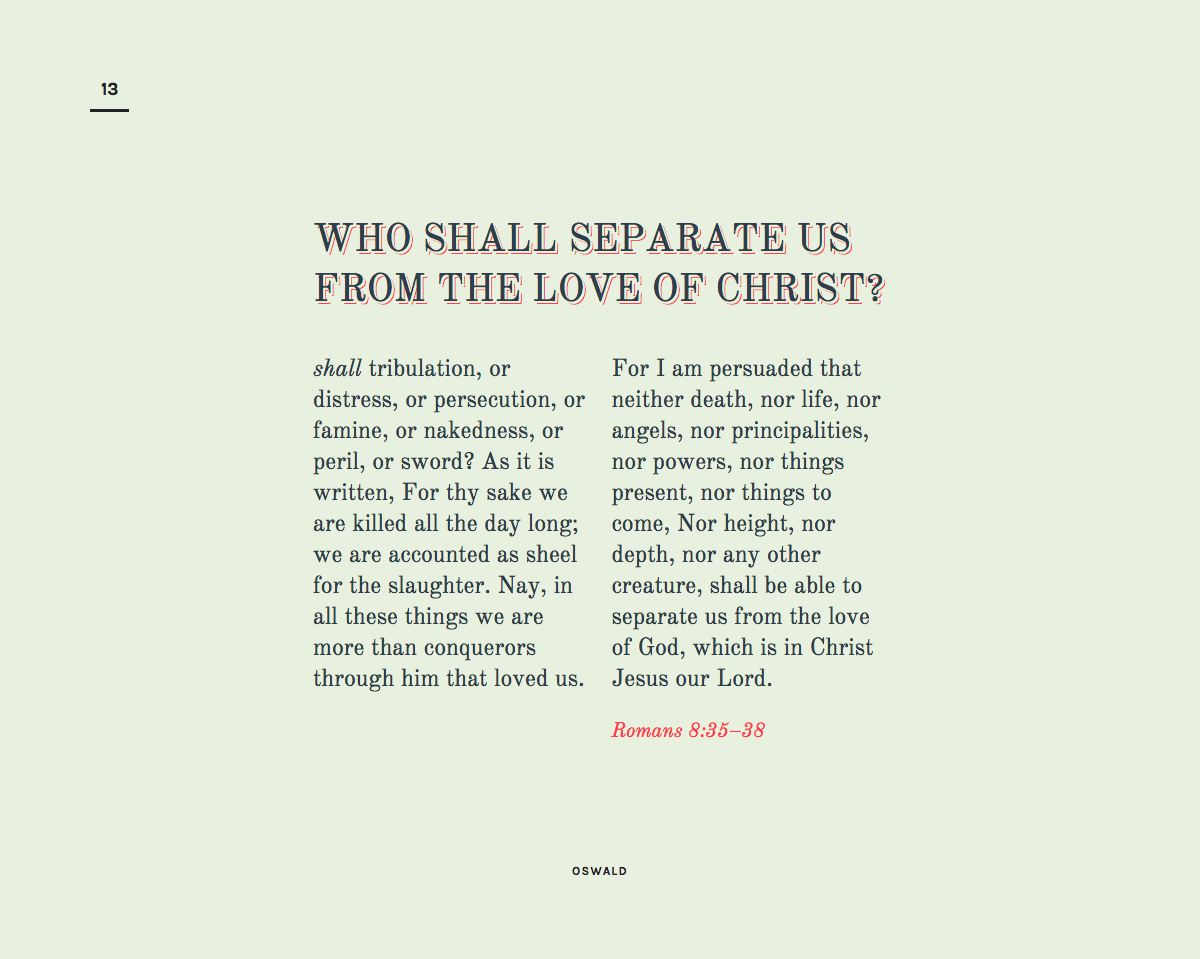 13
WHO SHALL SEPARATE US
FROM THE LOVE OF CHRIST?
shall tribulation, or
distress, or persecution, or
famine, or nakedness, or
peril, or sword? As it is
written, For thy sake we
are killed all the day long;
we are accounted as sheel
for the slaughter. Nay, in
all these things we are
more than conquerors
through him that loved us.
For I am persuaded that
neither death, nor life, nor
angels, nor principalities,
nor powers, nor things
present, nor things to
come, Nor height, nor
depth, nor any other
creature, shall be able to
separate us from the love
of God, which is in Christ
Jesus our Lord.
Romans 8:35–38
OSWALD